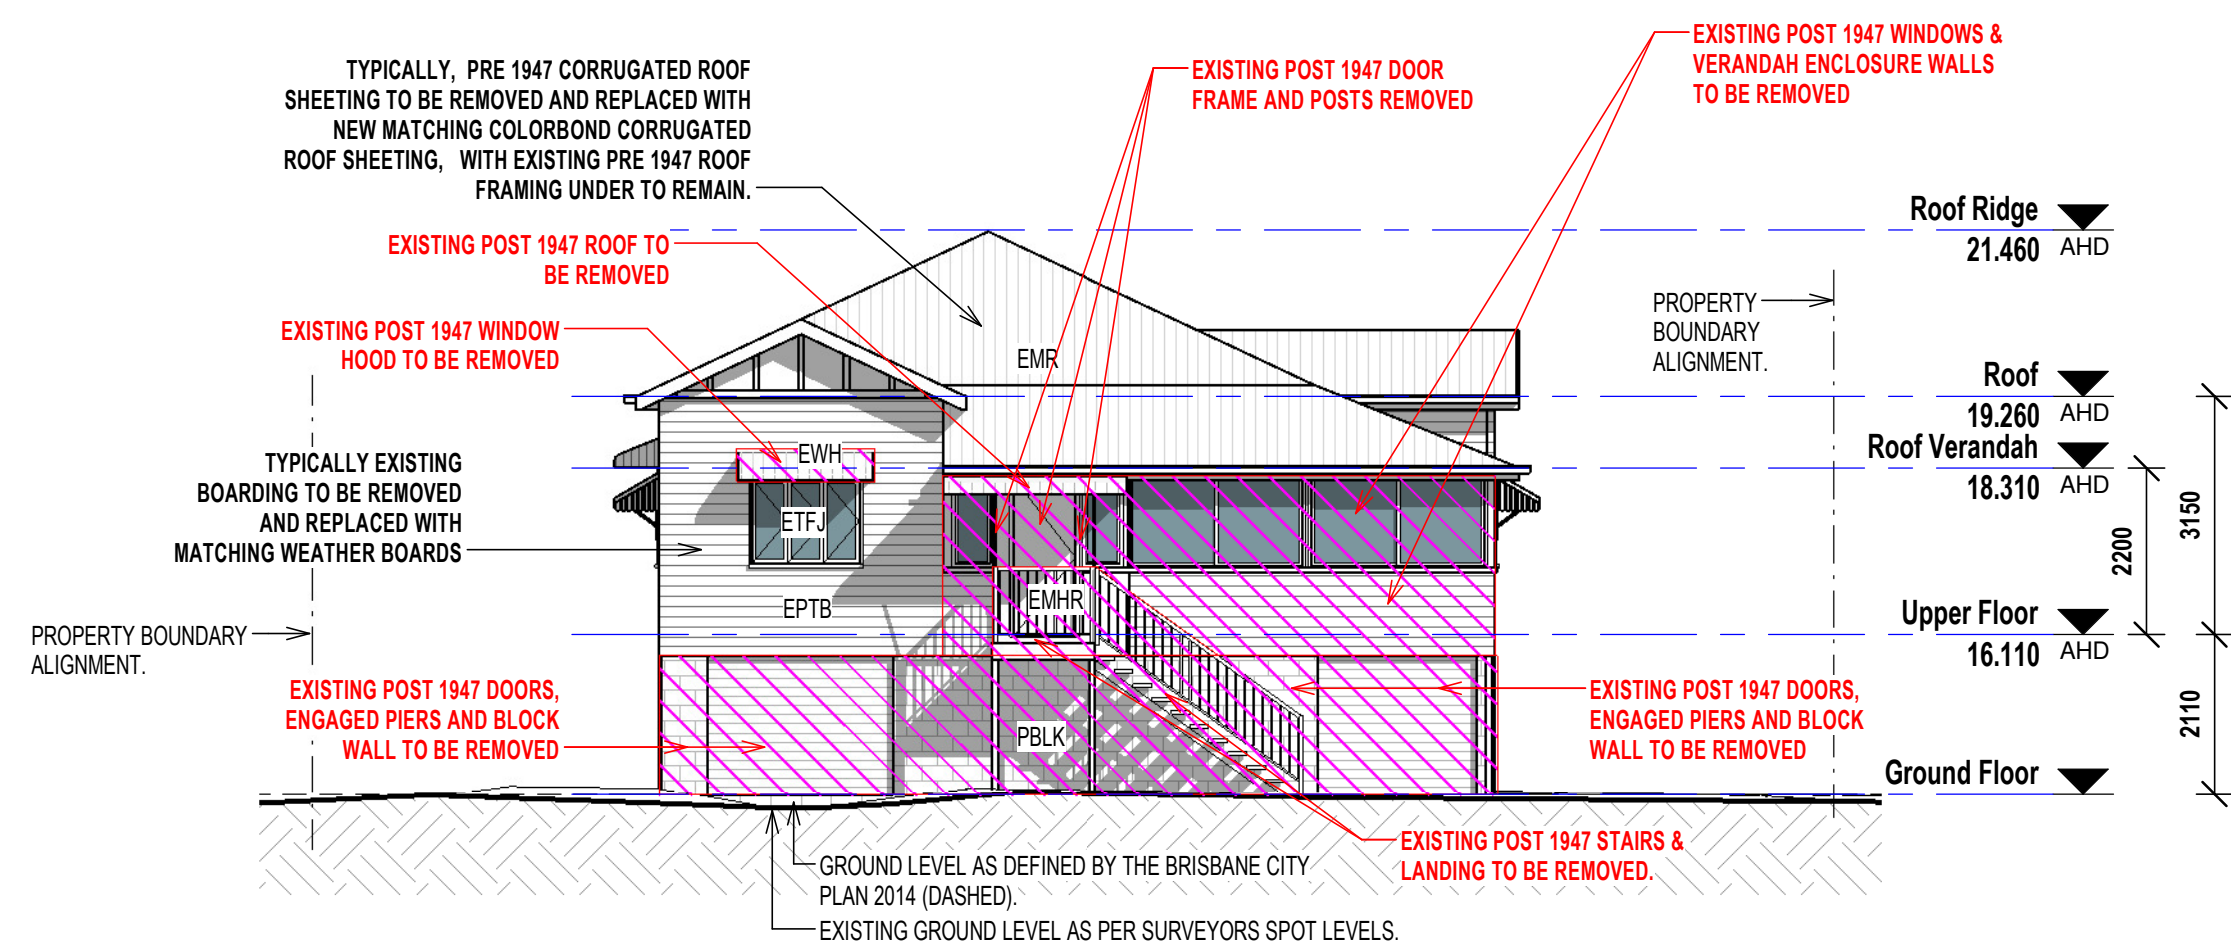 EXISTING POST 1947 WINDOWS &
VERANDAH ENCLOSURE WALLS
TO BE REMOVED
TYPICALLY, PRE 1947 CORRUGATED ROOF
SHEETING TO BE REMOVED AND REPLACED WITH
NEW MATCHING COLORBOND CORRUGATED
ROOF SHEETING, WITH EXISTING PRE 1947 ROOF
FRAMING UNDER TO REMAIN.
EXISTING POST 1947 DOOR
FRAME AND POSTS REMOVED
Roof Ridge
21.460 AHD
EXISTING POST 1947 ROOF TO
BE REMOVED
PROPERTY
BOUNDARY
ALIGNMENT.
EXISTING POST 1947 WINDOW
HOOD TO BE REMOVED
EMR
Roof
19.260 AHD
Roof Verandah
18.310 AHD
EWH
TYPICALLY EXISTING
BOARDING TO BE REMOVED
AND REPLACED WITH
MATCHING WEATHER BOARDS
ETFJ
3150
2200
EMHR
EPTB
Upper Floor
16.110 AHD
PROPERTY BOUNDARY
ALIGNMENT.
EXISTING POST 1947 DOORS,
ENGAGED PIERS AND BLOCK
WALL TO BE REMOVED
EXISTING POST 1947 DOORS,
ENGAGED PIERS AND BLOCK
WALL TO BE REMOVED
2110
PBLK
Ground Floor
EXISTING POST 1947 STAIRS &
LANDING TO BE REMOVED.
GROUND LEVEL AS DEFINED BY THE BRISBANE CITY
PLAN 2014 (DASHED).
EXISTING GROUND LEVEL AS PER SURVEYORS SPOT LEVELS.